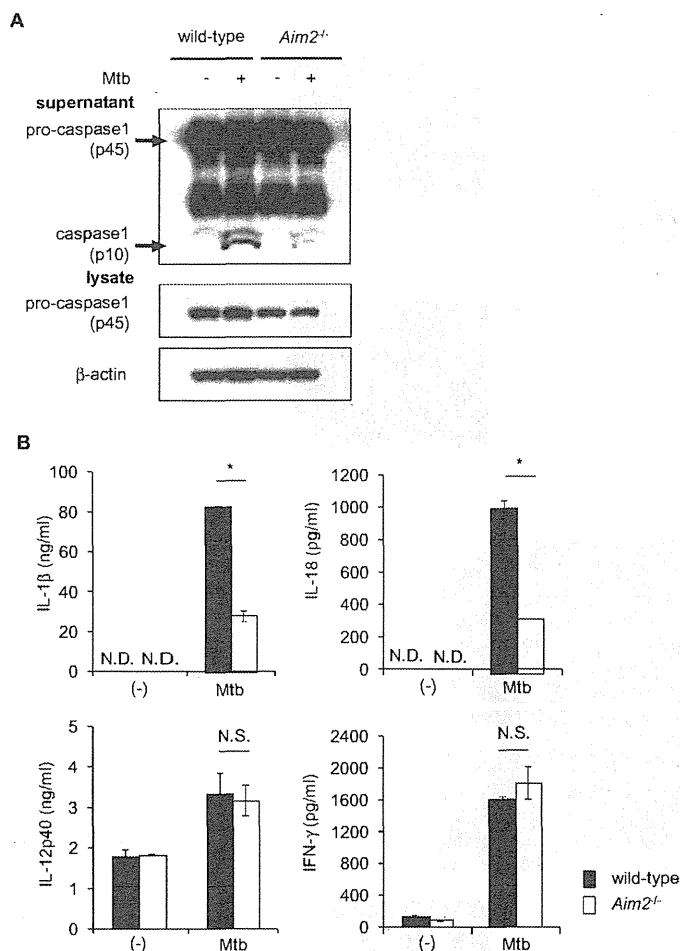 A
wild-type Aim2-/-
Mtb - + - +
supernatant
pro-caspase1
(p45)
caspase1
(p10)
lysate
pro-caspase1
(p45)
β-actin
B
IL-1β (ng/ml)
100
80
60
40
20
0
*
N.D. N.D.
(-) Mtb
IL-18 (pg/ml)
1200
1000
800
600
400
200
0
*
N.D. N.D.
(-) Mtb
IL-12p40 (ng/ml)
5
4
3
2
1
0
N.S.
(-) Mtb
IFN-γ (pg/ml)
2400
2000
1600
1200
800
400
0
N.S.
(-) Mtb
wild-type
Aim2-/-